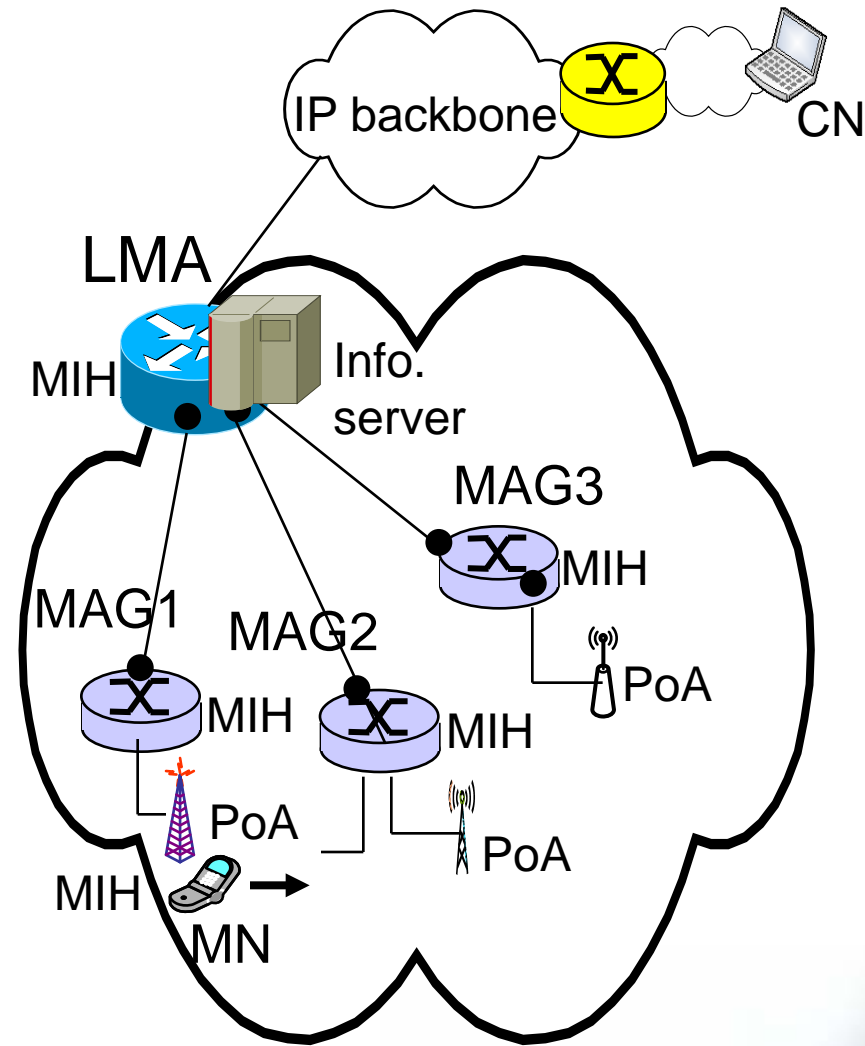 IP backbone
CN
LMA
MIH
Info.
server
MAG3
MIH
MAG1
MAG2
PoA
MIH
MIH
PoA
PoA
MIH
MN